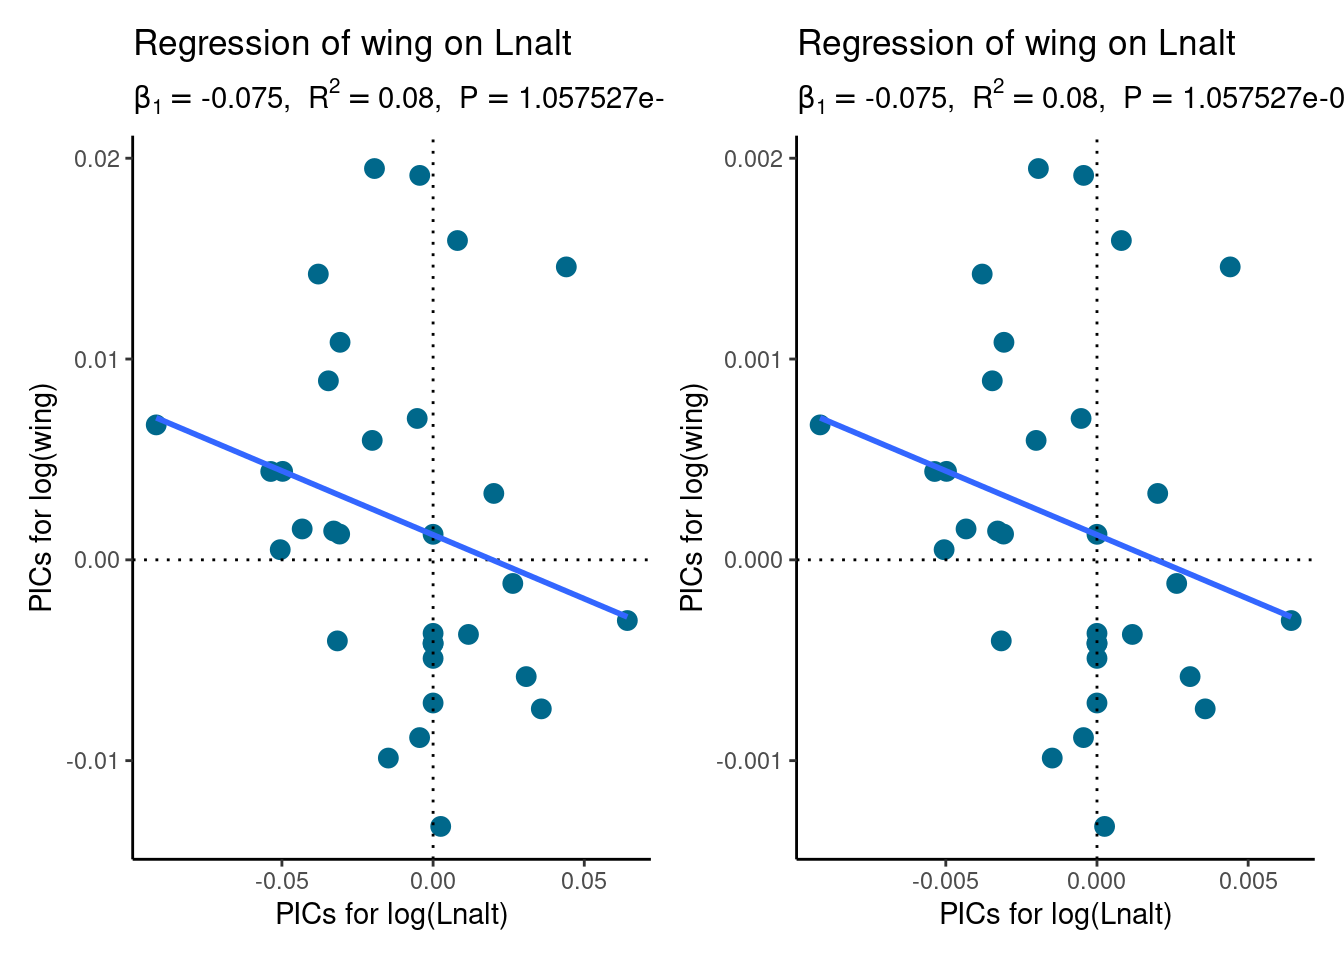 Regression of wing on Lnalt
β1 = -0.075, R2 = 0.08, P = 1.057527e-
PICs for log(wing)
0.02
0.01
0.00
-0.01
-0.05 0.00 0.05
PICs for log(Lnalt)
Regression of wing on Lnalt
β1 = -0.075, R2 = 0.08, P = 1.057527e-0
PICs for log(wing)
0.002
0.001
0.000
-0.001
-0.005 0.000 0.005
PICs for log(Lnalt)